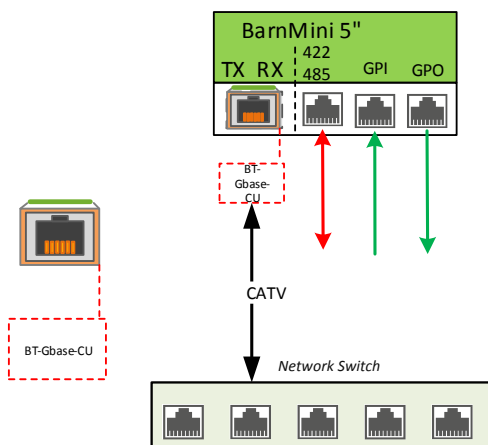 BarnMini 5"
TX RX
422
485
GPI
GPO
BT-
Gbase-
CU
CATV
BT-Gbase-CU
Network Switch